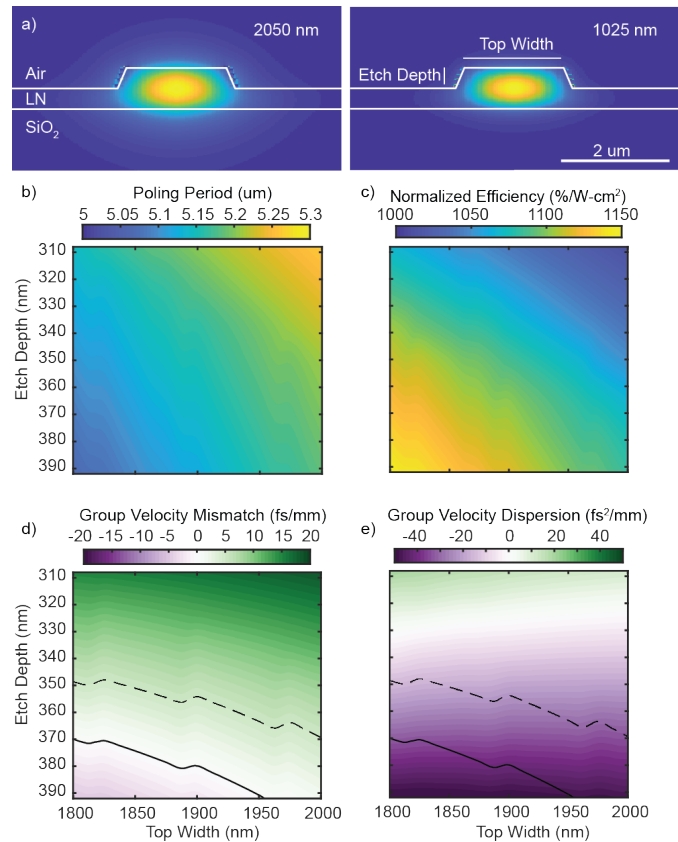 a)
2050 nm
1025 nm
Air
LN
SiO₂
Top Width
Etch Depth
2 um
b)
Poling Period (um)
5 5.05 5.1 5.15 5.2 5.25 5.3
c)
Normalized Efficiency (%/W-cm²)
1000 1050 1100 1150
Etch Depth (nm)
310
320
330
340
350
360
370
380
390
d)
Group Velocity Mismatch (fs/mm)
-20 -15 -10 -5 0 5 10 15 20
e)
Group Velocity Dispersion (fs²/mm)
-40 -20 0 20 40
Etch Depth (nm)
310
320
330
340
350
360
370
380
390
1800 1850 1900 1950 2000
Top Width (nm)
1800 1850 1900 1950 2000
Top Width (nm)